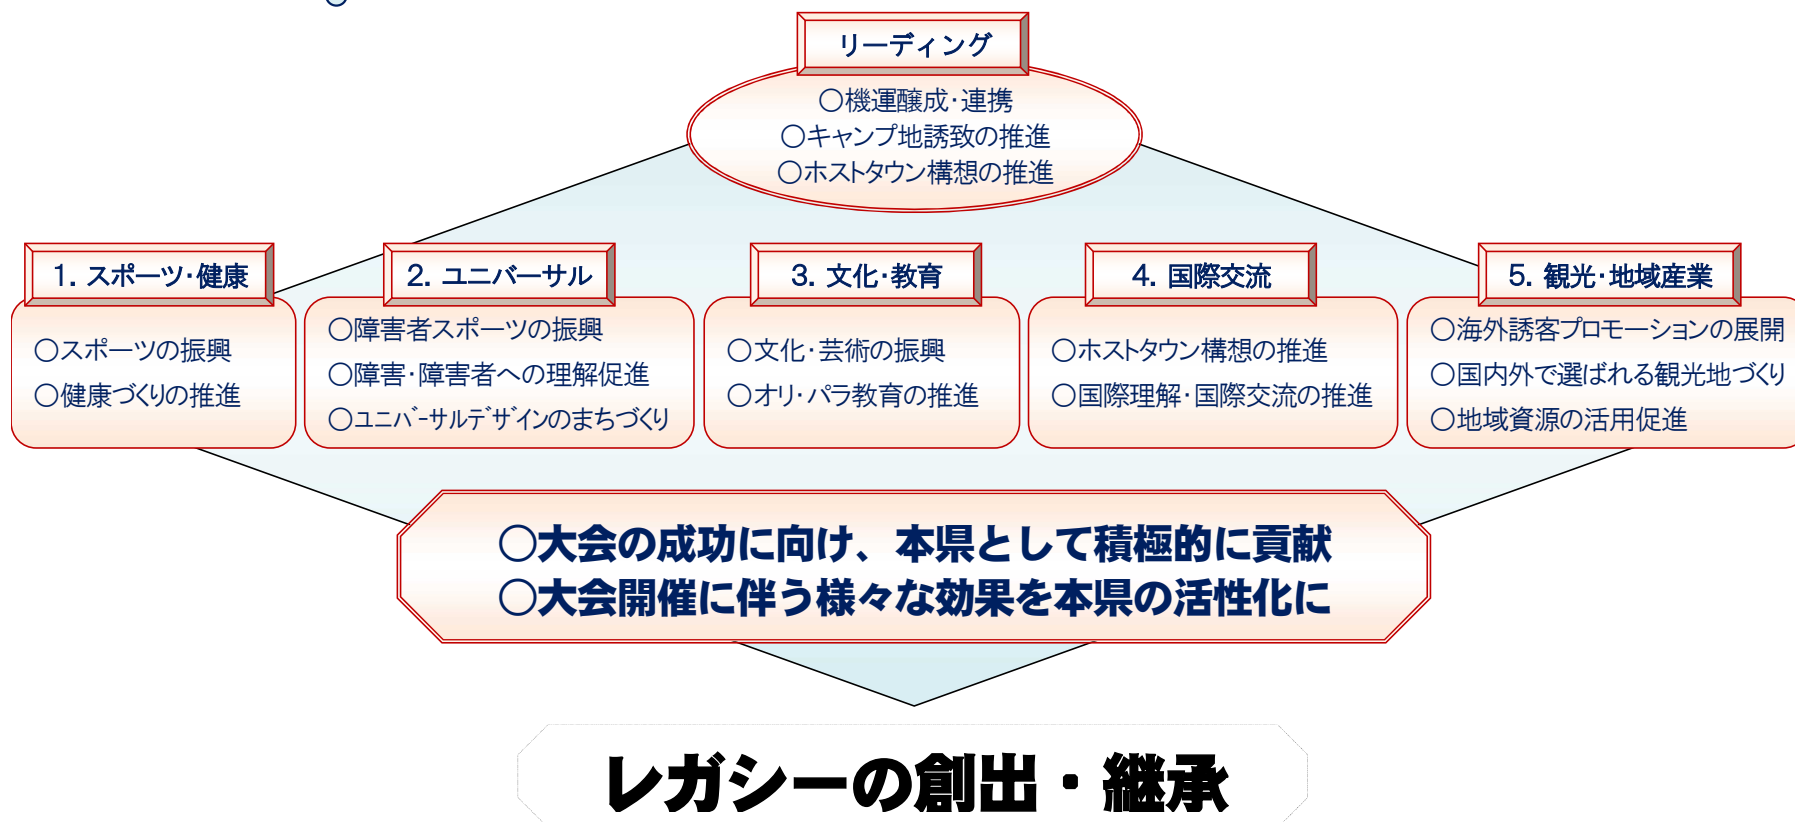 リーディング
○機運醸成・連携
○キャンプ地誘致の推進
○ホストタウン構想の推進
1. スポーツ・健康
○スポーツの振興
○健康づくりの推進
2. ユニバーサル
○障害者スポーツの振興
○障害・障害者への理解促進
○ユニバーサルデザインのまちづくり
3. 文化・教育
○文化・芸術の振興
○オリ・パラ教育の推進
4. 国際交流
○ホストタウン構想の推進
○国際理解・国際交流の推進
5. 観光・地域産業
○海外誘客プロモーションの展開
○国内外で選ばれる観光地づくり
○地域資源の活用促進
○大会の成功に向け、本県として積極的に貢献
○大会開催に伴う様々な効果を本県の活性化に
レガシーの創出・継承